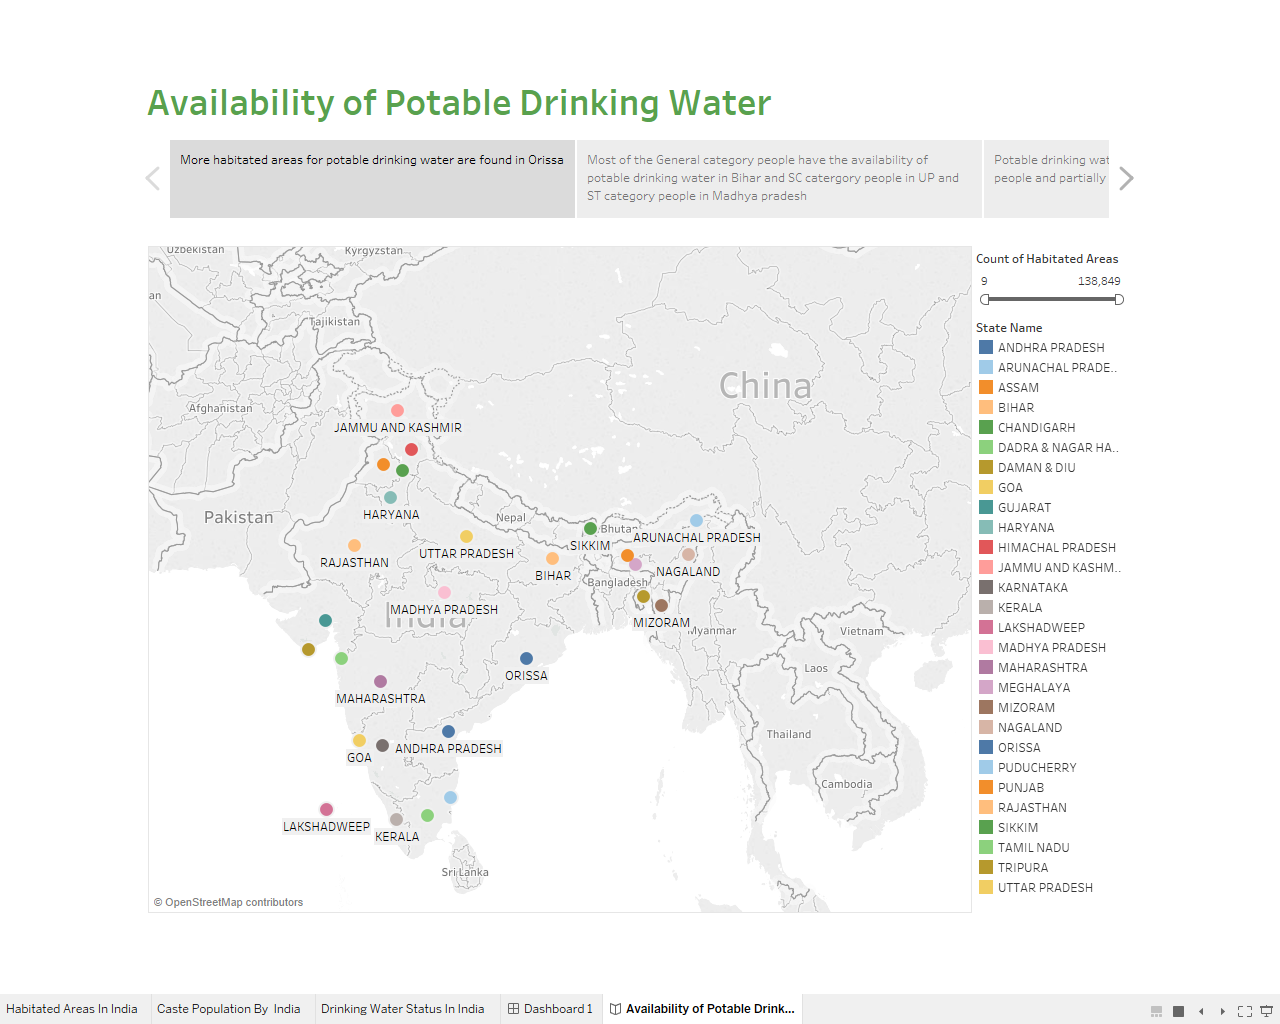 Availability of Potable Drinking Water
More habitated areas for potable drinking water are found in Orissa
Most of the General category people have the availability of
potable drinking water in Bihar and SC catergory people in UP and
ST category people in Madhya pradesh
Potable drinking wat
people and partially
Uzbekistan
Kyrgyzstan
an
Tajikistan
Afghanistan
China
JAMMU AND KASHMIR
Pakistan
HARYANA
Nepal
Bhutan
SIKKIM
ARUNACHAL PRADESH
UTTAR PRADESH
RAJASTHAN
BIHAR
NAGALAND
Bangladesh
MADHYA PRADESH
India
MIZORAM
Myanmar
Vietnam
Laos
ORISSA
MAHARASHTRA
Thailand
GOA
ANDHRA PRADESH
Cambodia
LAKSHADWEEP
KERALA
Sri Lanka
© OpenStreetMap contributors
Count of Habitated Areas
9 138,849
State Name
ANDHRA PRADESH
ARUNACHAL PRADE..
ASSAM
BIHAR
CHANDIGARH
DADRA & NAGAR HA..
DAMAN & DIU
GOA
GUJARAT
HARYANA
HIMACHAL PRADESH
JAMMU AND KASHM..
KARNATAKA
KERALA
LAKSHADWEEP
MADHYA PRADESH
MAHARASHTRA
MEGHALAYA
MIZORAM
NAGALAND
ORISSA
PUDUCHERRY
PUNJAB
RAJASTHAN
SIKKIM
TAMIL NADU
TRIPURA
UTTAR PRADESH
Habitated Areas In India
Caste Population By India
Drinking Water Status In India
Dashboard 1
Availability of Potable Drink...